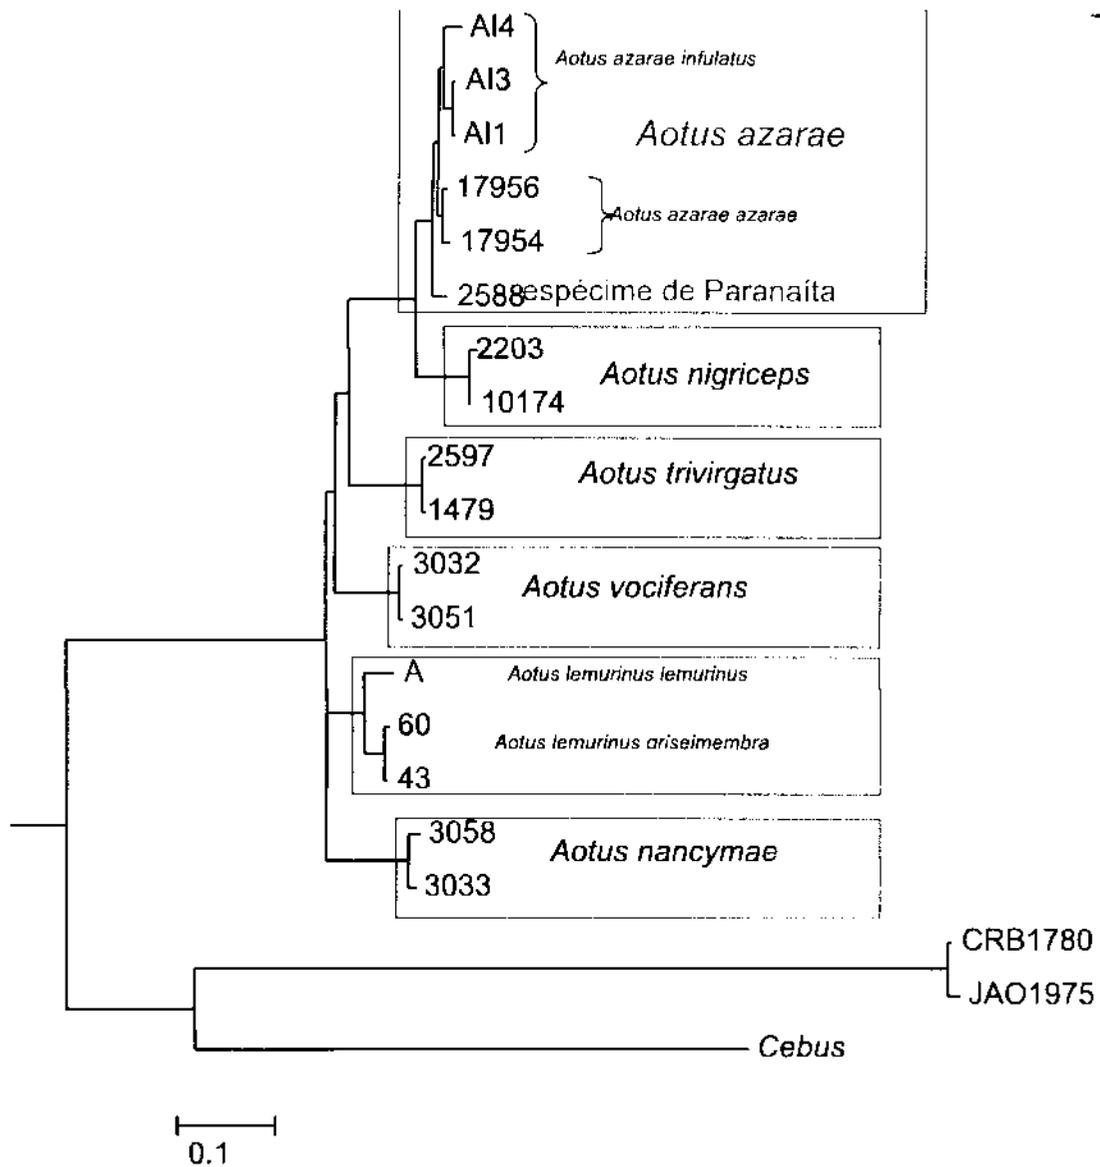 AI4
Aotus azarae infulatus
AI3
AI1
Aotus azarae
17956
Aotus azarae azarae
17954
2588 espécime de Paranaíta
2203
Aotus nigriceps
10174
2597
Aotus trivirgatus
1479
3032
Aotus vociferans
3051
A
Aotus lemurinus lemurinus
60
Aotus lemurinus griseimembra
43
3058
Aotus nancymae
3033
CRB1780
JAO1975
Cebus
0.1